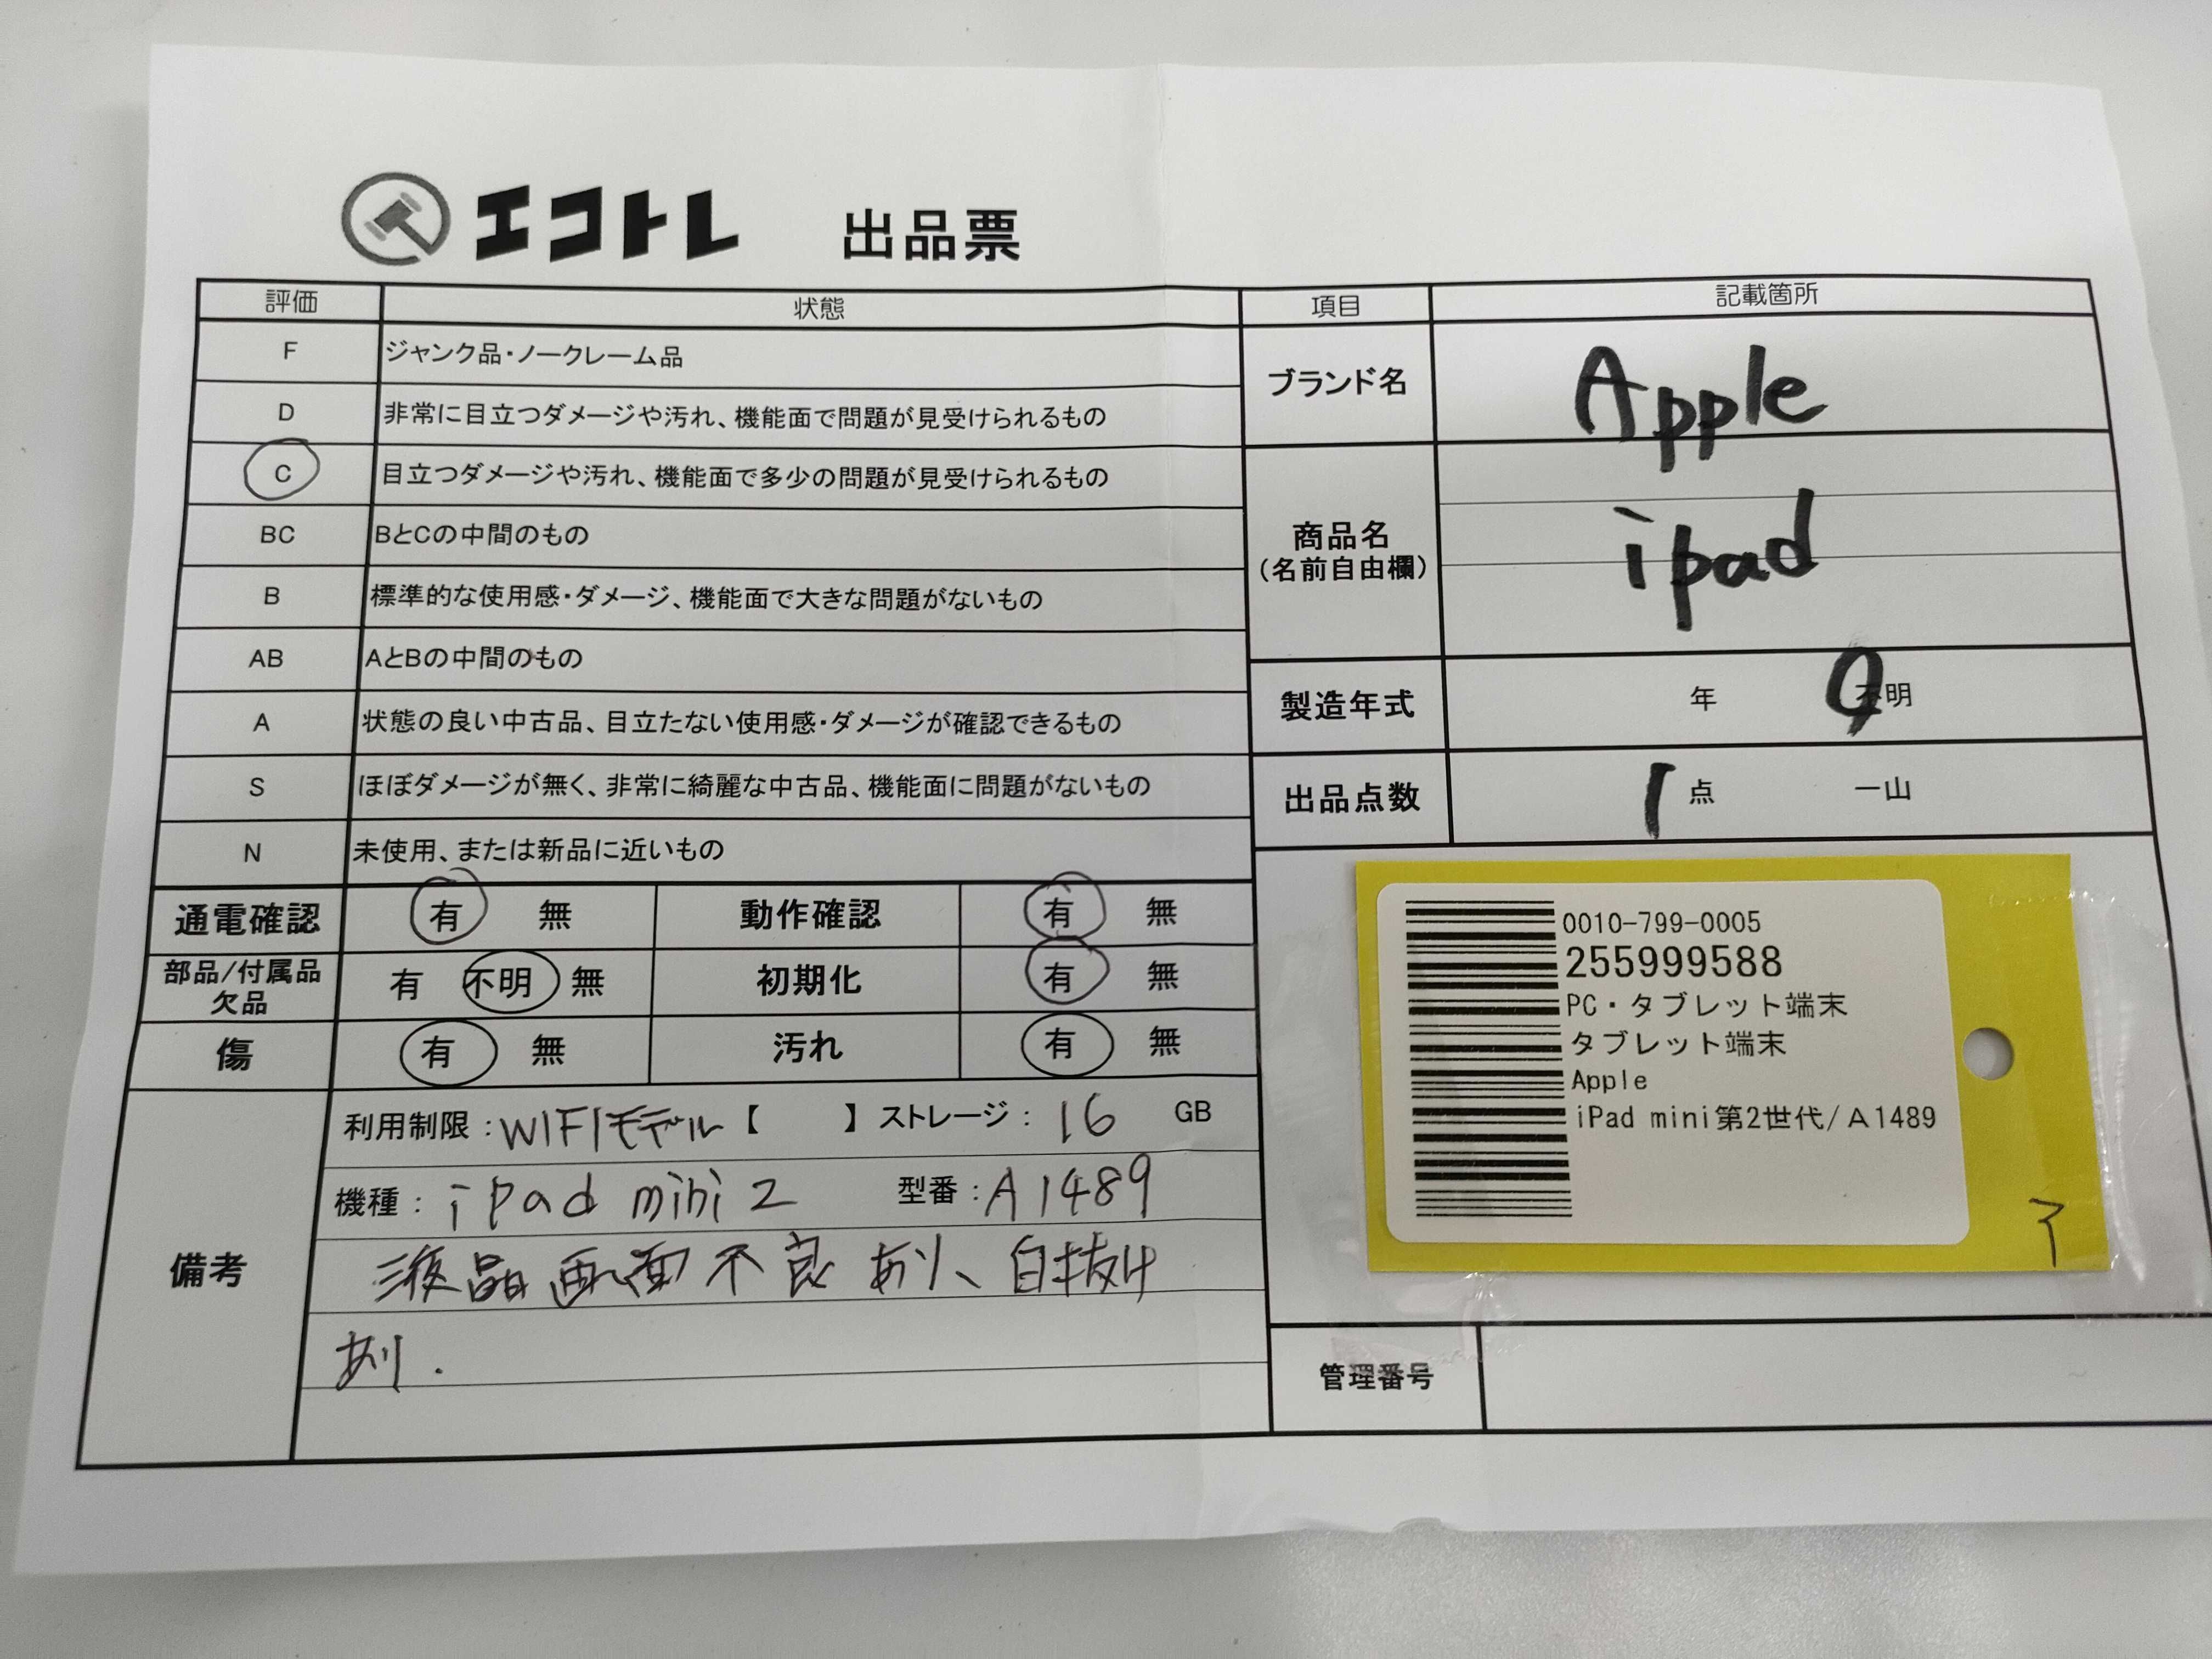 エコトレ 出品票
評価 状態
F ジャンク品・ノークレーム品
D 非常に目立つダメージや汚れ、機能面で問題が見受けられるもの
C 目立つダメージや汚れ、機能面で多少の問題が見受けられるもの
BC BとCの中間のもの
B 標準的な使用感・ダメージ、機能面で大きな問題がないもの
AB AとBの中間のもの
A 状態の良い中古品、目立たない使用感・ダメージが確認できるもの
S ほぼダメージが無く、非常に綺麗な中古品、機能面に問題がないもの
N 未使用、または新品に近いもの
通電確認 有 無 動作確認 有 無
部品/付属品 欠品 有 不明 無 初期化 有 無
傷 有 無 汚れ 有 無
備考
利用制限:WIFIモデル【 】ストレージ:16 GB
機種:ipad mini 2 型番:A1489
液晶画面不良あり、白抜け
あり.
項目 記載箇所
ブランド名 Apple
商品名
(名前自由欄) ipad
製造年式 年 不明
出品点数 1 点 一山
0010-799-0005
255999588
PC・タブレット端末
タブレット端末
Apple
iPad mini第2世代/A1489
管理番号